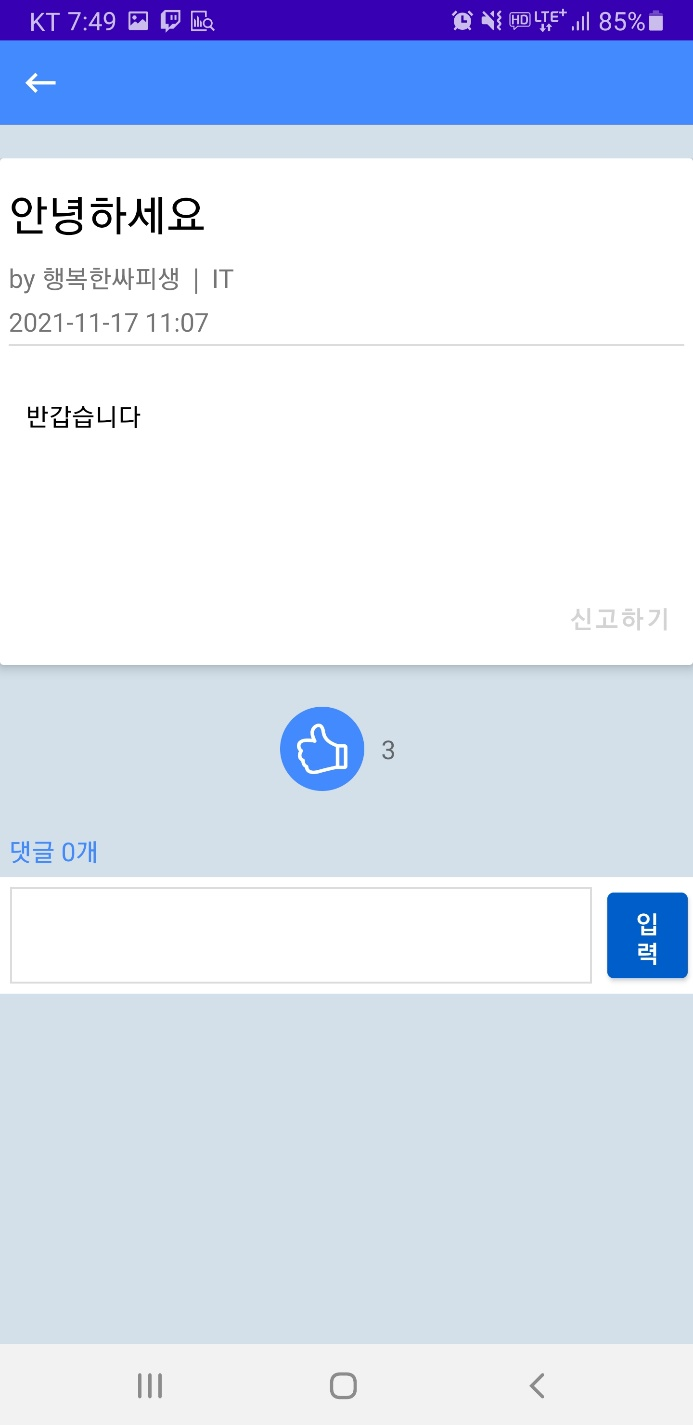 KT 7:49 HD LTE+ 85%
안녕하세요
by 행복한싸피생 | IT
2021-11-17 11:07
반갑습니다
신고하기
3
댓글 0개
입
력